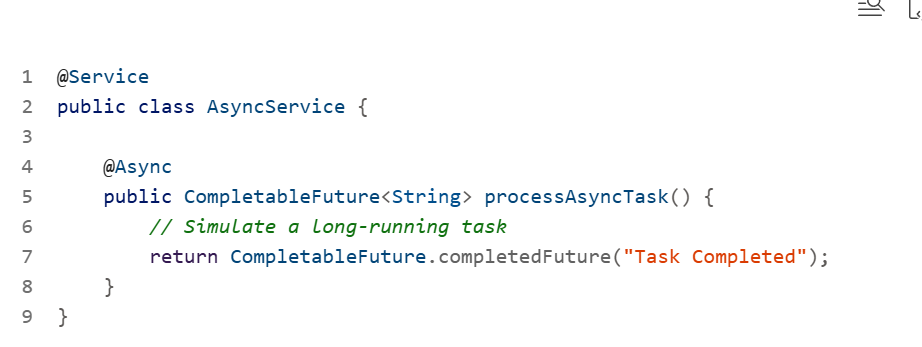 1 @Service
2 public class AsyncService {
3
4     @Async
5     public CompletableFuture<String> processAsyncTask() {
6         // Simulate a long-running task
7         return CompletableFuture.completedFuture("Task Completed");
8     }
9 }